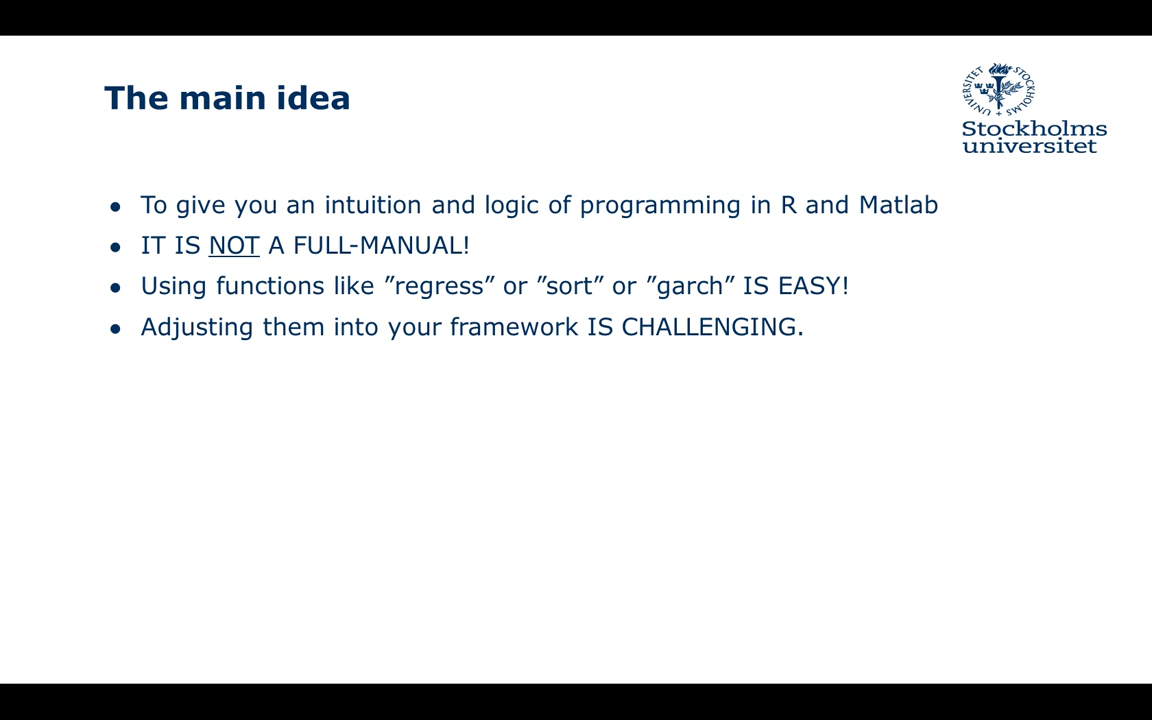 The main idea
STOCKHOLMS UNIVERSITET
Stockholms
universitet
● To give you an intuition and logic of programming in R and Matlab
● IT IS NOT A FULL-MANUAL!
● Using functions like ”regress” or ”sort” or ”garch” IS EASY!
● Adjusting them into your framework IS CHALLENGING.